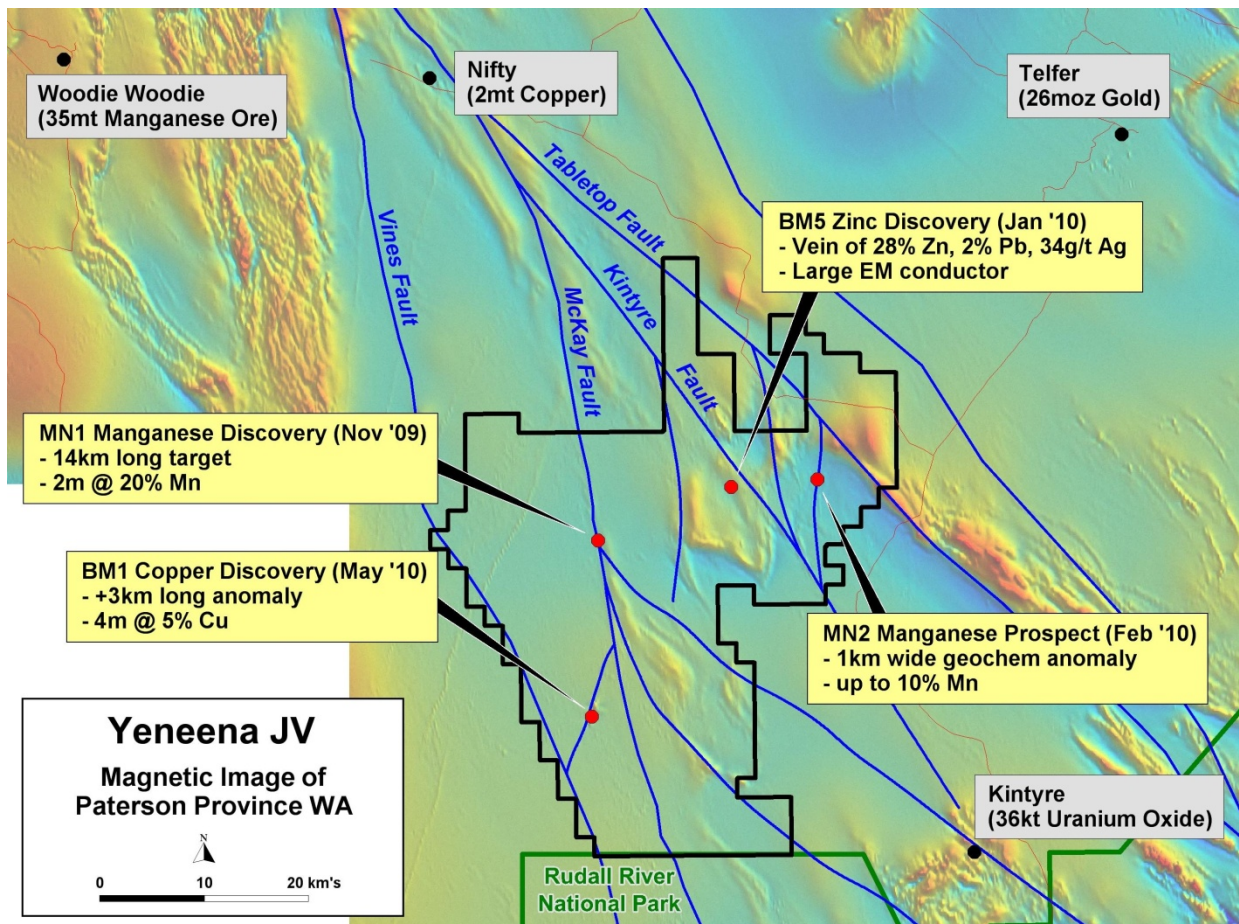 Woodie Woodie
(35mt Manganese Ore)
Nifty
(2mt Copper)
Telfer
(26moz Gold)
Tabletop Fault
Vines Fault
Kintyre
Fault
McKay Fault
BM5 Zinc Discovery (Jan '10)
- Vein of 28% Zn, 2% Pb, 34g/t Ag
- Large EM conductor
MN1 Manganese Discovery (Nov '09)
- 14km long target
- 2m @ 20% Mn
BM1 Copper Discovery (May '10)
- +3km long anomaly
- 4m @ 5% Cu
MN2 Manganese Prospect (Feb '10)
- 1km wide geochem anomaly
- up to 10% Mn
Yeneena JV
Magnetic Image of
Paterson Province WA
N
0 10 20 km's
Kintyre
(36kt Uranium Oxide)
Rudall River
National Park